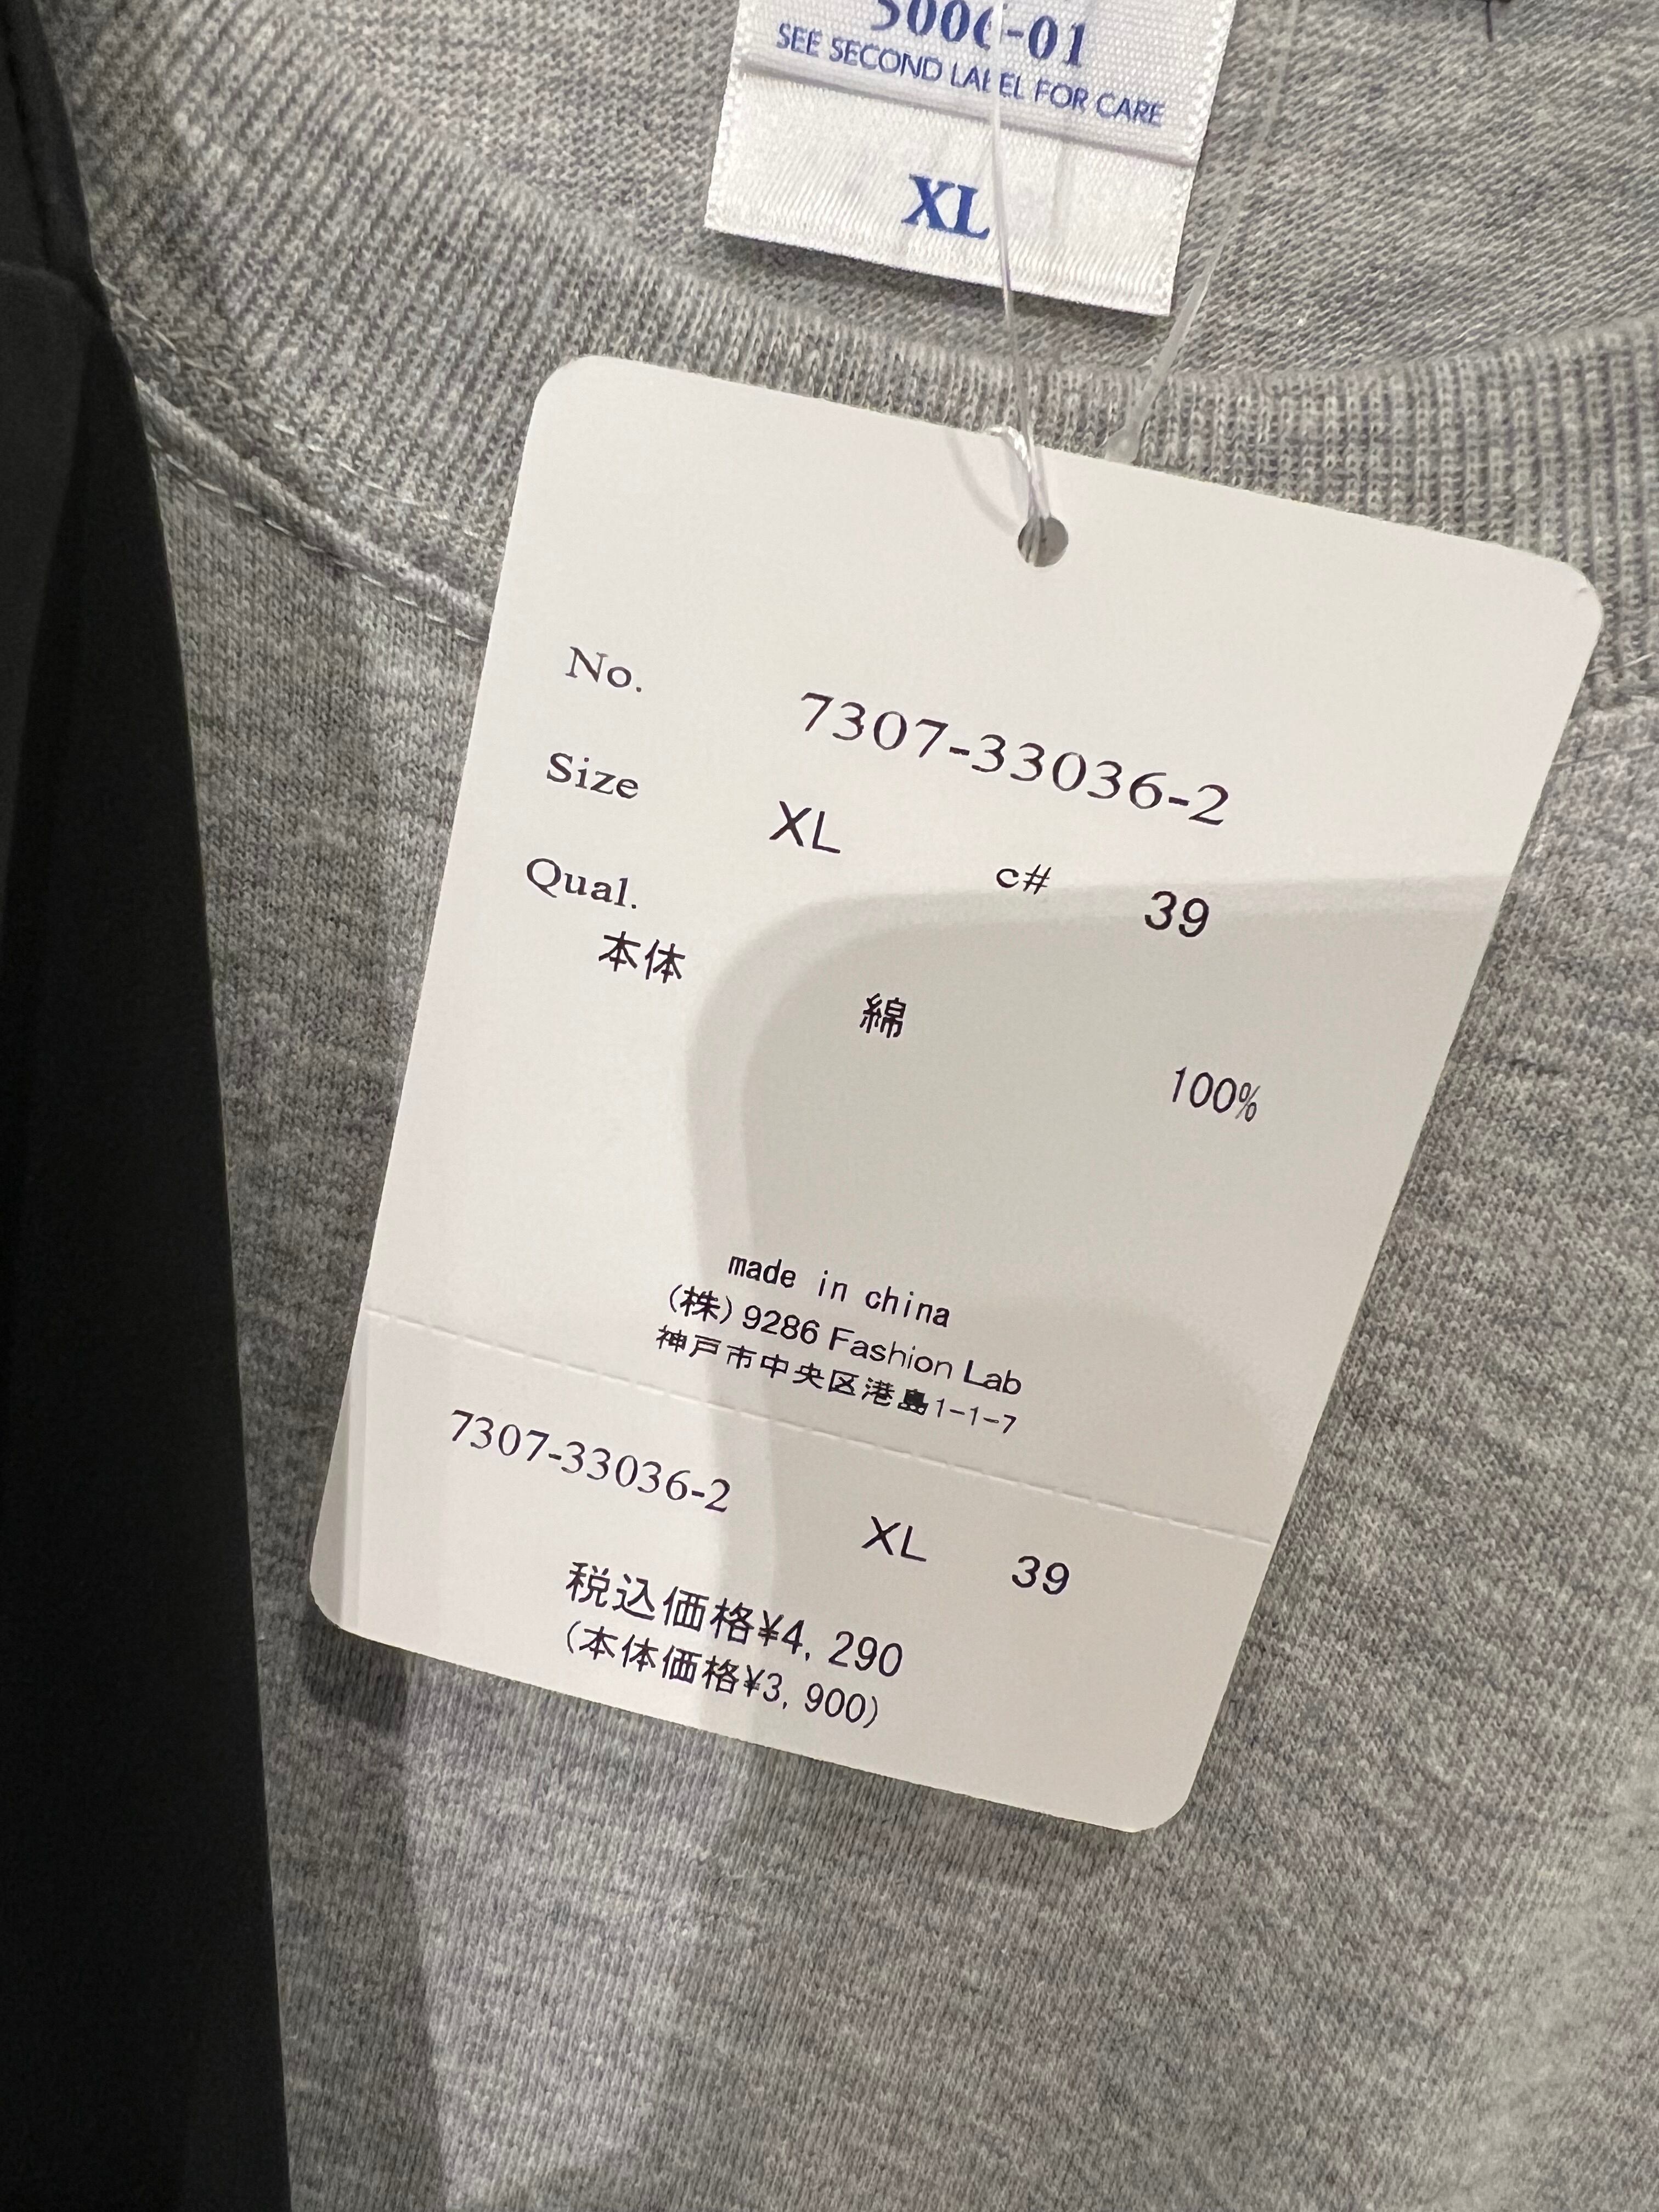 5006-01
SEE SECOND LABEL FOR CARE
XL
No. 7307-33036-2
Size XL c# 39
Qual.
本体 綿 100%
made in china
(株) 9286 Fashion Lab
神戸市中央区港島1-1-7
7307-33036-2 XL 39
税込価格¥4,290
(本体価格¥3,900)